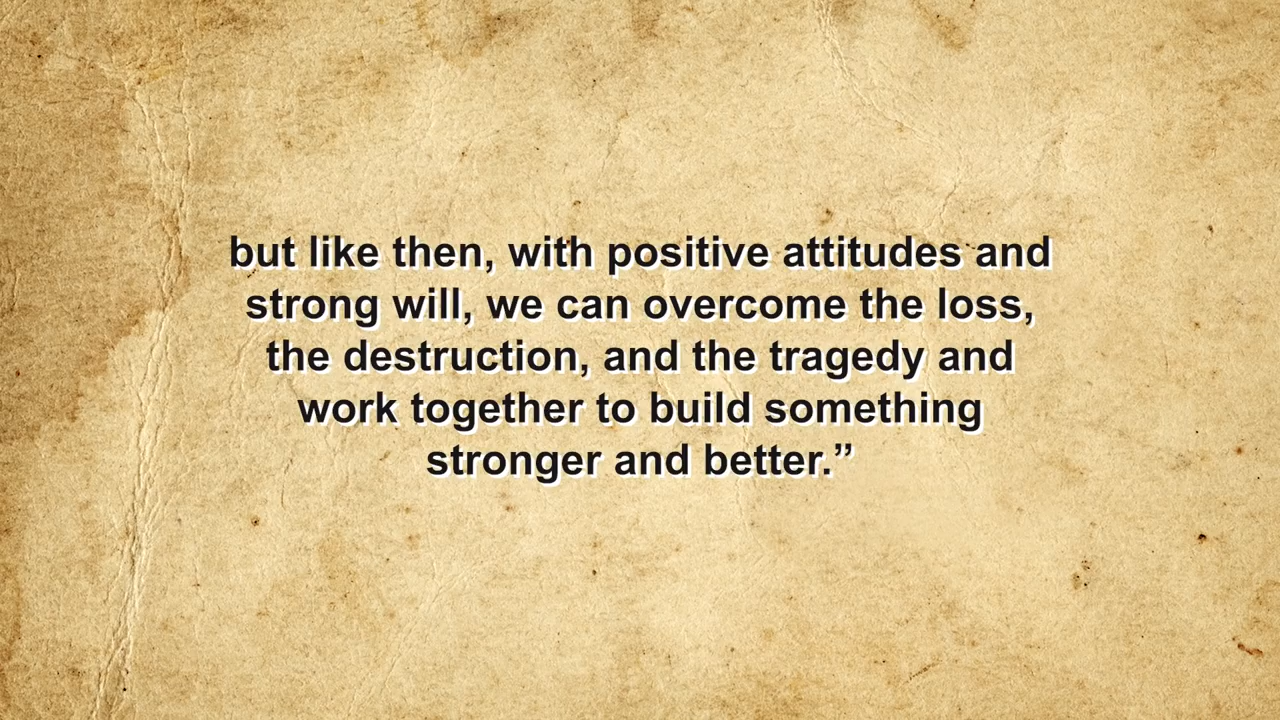 but like then, with positive attitudes and
strong will, we can overcome the loss,
the destruction, and the tragedy and
work together to build something
stronger and better.”